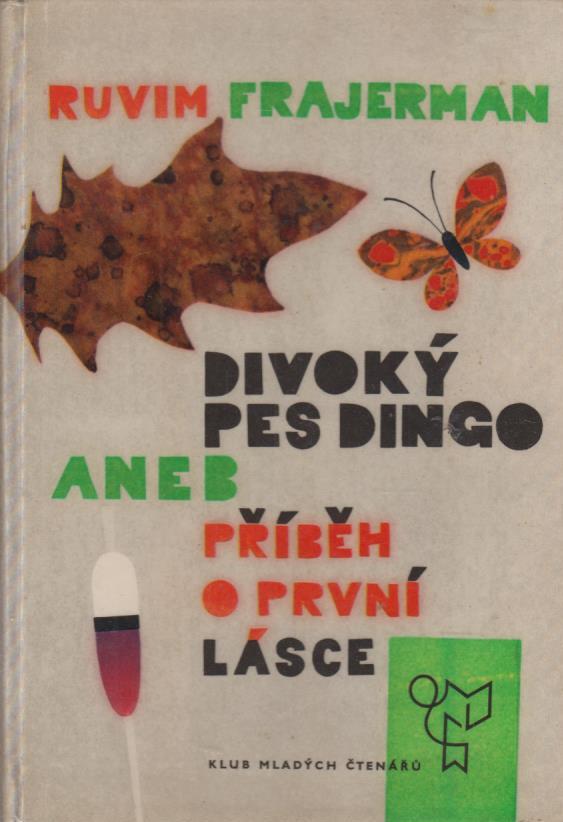 RUVIM FRAJERMAN
DIVOKÝ
PES DINGO
ANEB
PŘÍBĚH
O PRVNÍ
LÁSCE
KLUB MLADÝCH ČTENÁŘŮ